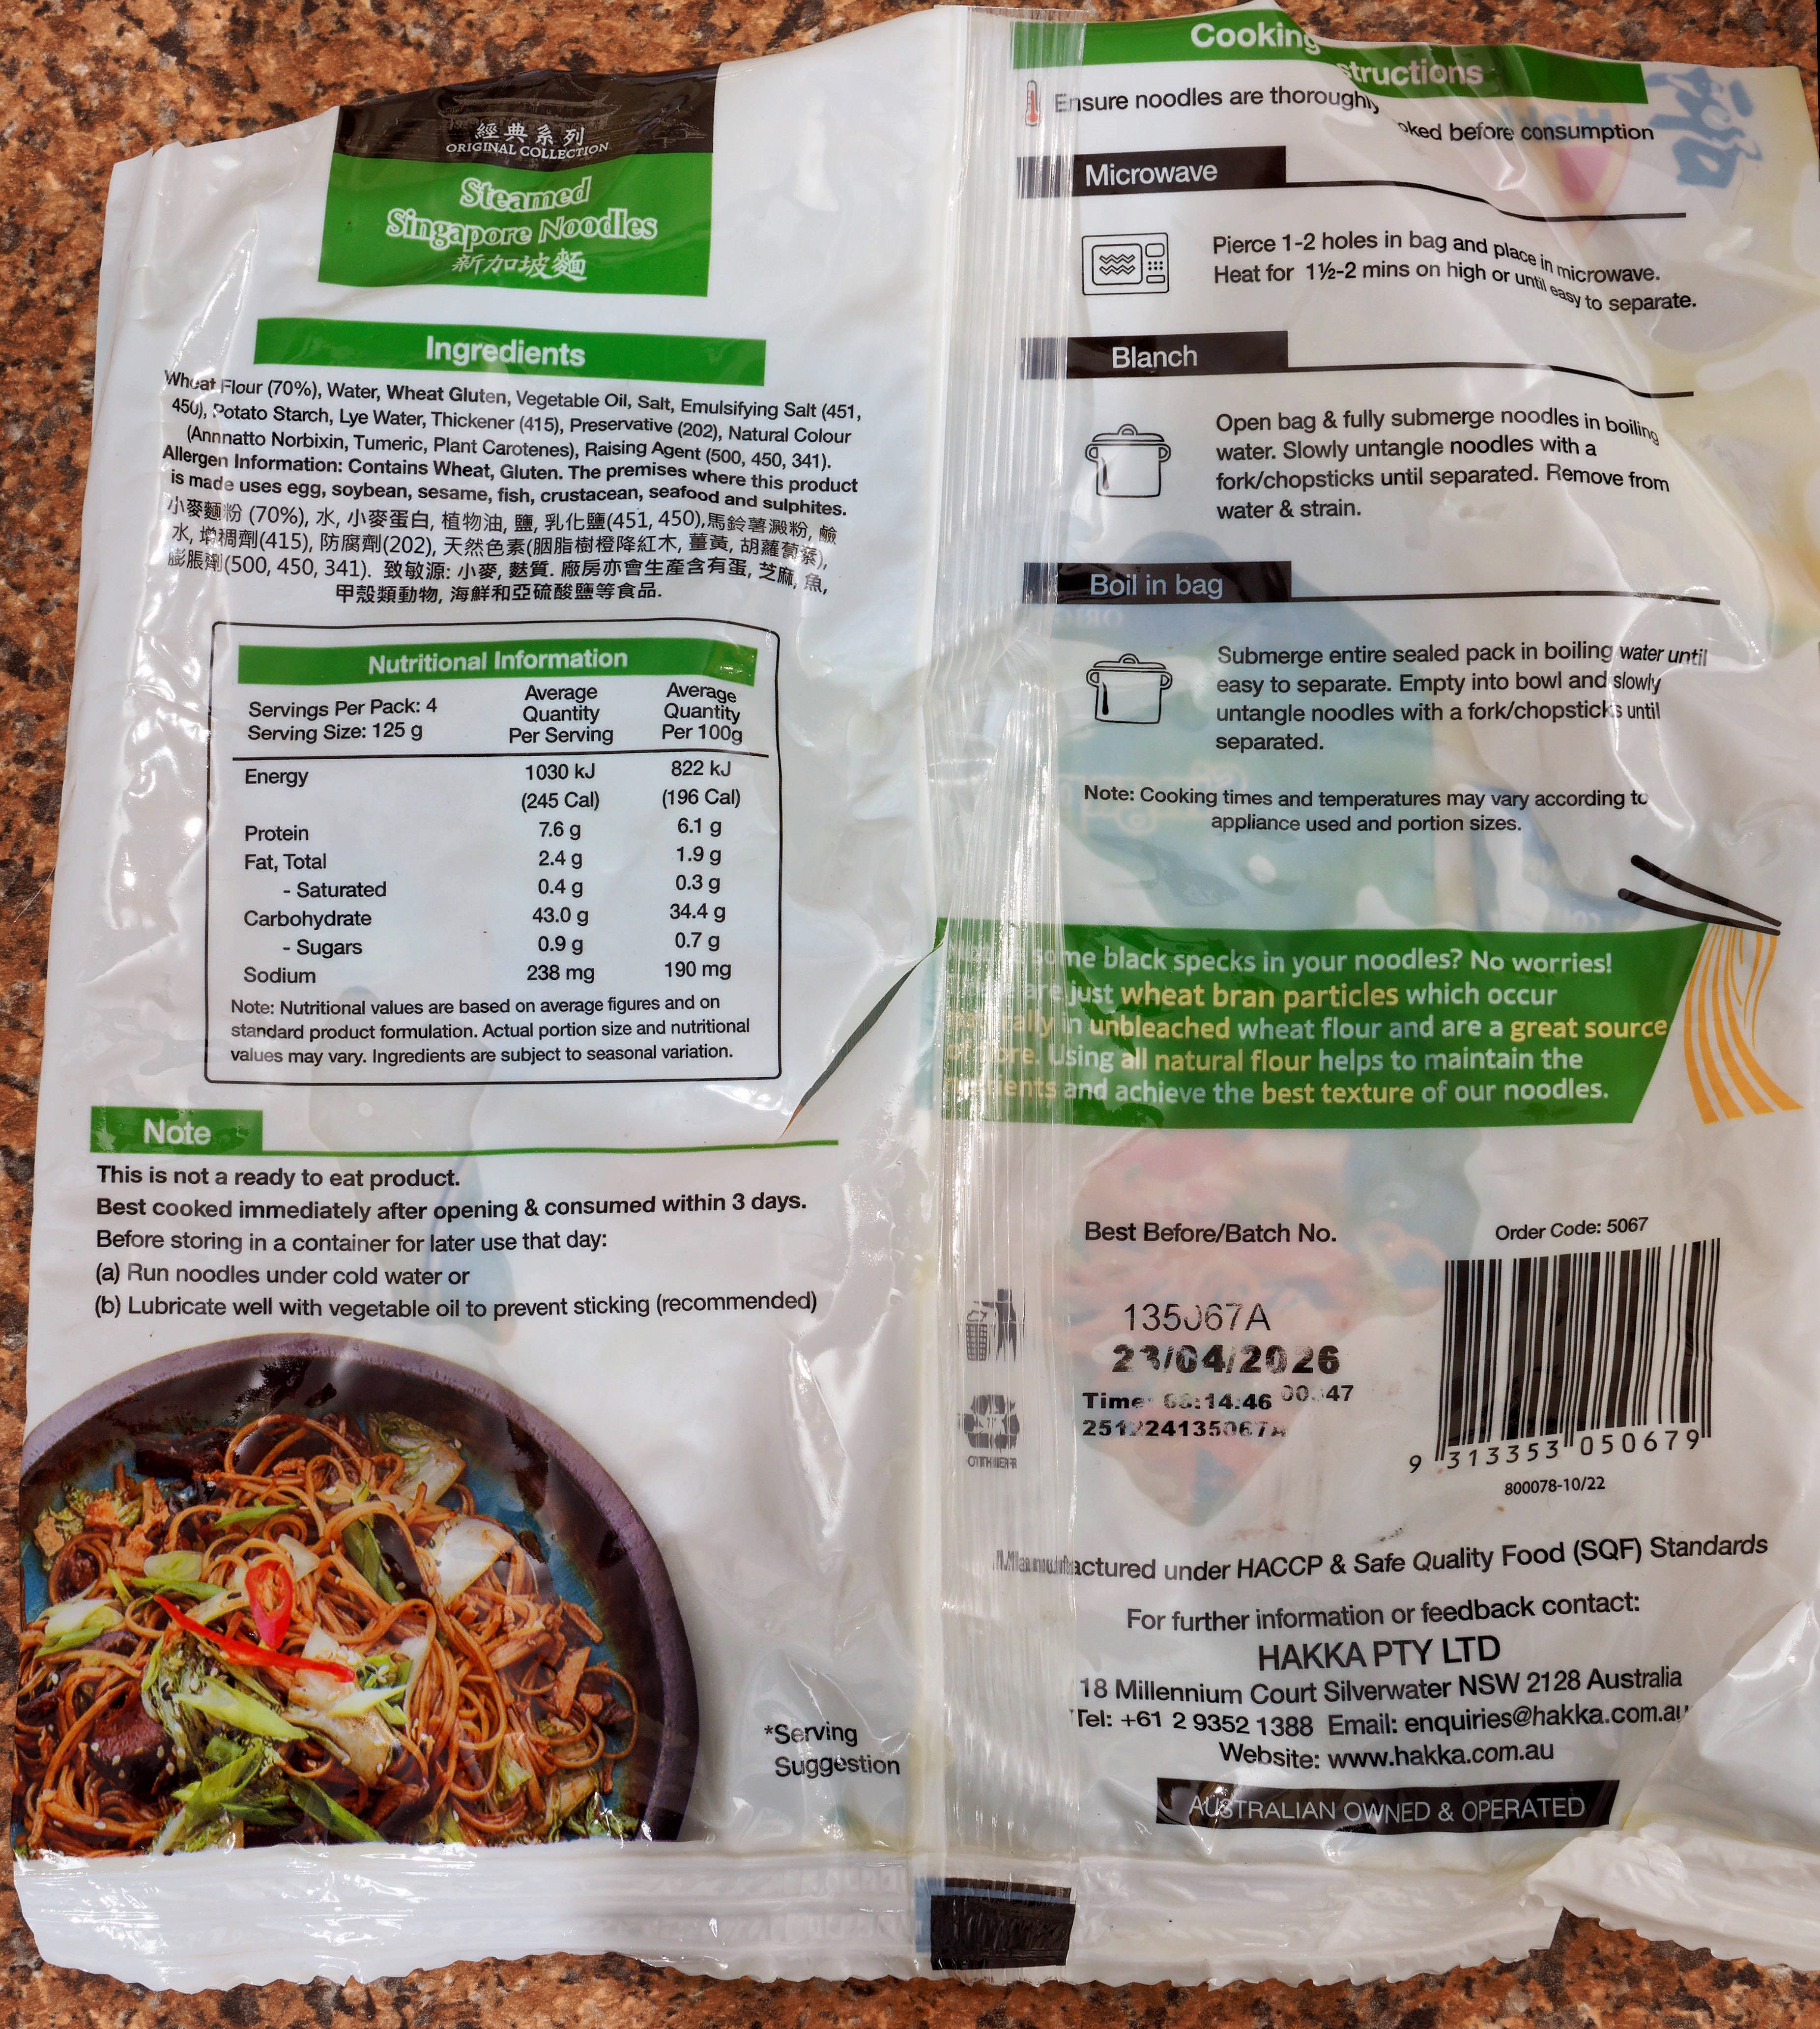 經典系列
ORIGINAL COLLECTION
Steamed
Singapore Noodles
新加坡麵
Ingredients
Wheat Flour (70%), Water, Wheat Gluten, Vegetable Oil, Salt, Emulsifying Salt (451,
450), Potato Starch, Lye Water, Thickener (415), Preservative (202), Natural Colour
(Annnatto Norbixin, Tumeric, Plant Carotenes), Raising Agent (500, 450, 341).
Allergen Information: Contains Wheat, Gluten. The premises where this product
is made uses egg, soybean, sesame, fish, crustacean, seafood and sulphites.
小麥麵粉 (70%), 水, 小麥蛋白, 植物油, 鹽, 乳化鹽(451, 450),馬鈴薯澱粉, 鹼
水, 增稠劑(415), 防腐劑(202), 天然色素(胭脂樹橙降紅木, 薑黃, 胡蘿蔔素),
膨脹劑(500, 450, 341). 致敏源: 小麥, 麩質. 廠房亦會生產含有蛋, 芝麻, 魚,
甲殼類動物, 海鮮和亞硫酸鹽等食品.
Nutritional Information
Servings Per Pack: 4
Serving Size: 125 g
Average Quantity Per Serving
Average Quantity Per 100g
Energy 1030 kJ 822 kJ
(245 Cal) (196 Cal)
Protein 7.6 g 6.1 g
Fat, Total 2.4 g 1.9 g
- Saturated 0.4 g 0.3 g
Carbohydrate 43.0 g 34.4 g
- Sugars 0.9 g 0.7 g
Sodium 238 mg 190 mg
Note: Nutritional values are based on average figures and on
standard product formulation. Actual portion size and nutritional
values may vary. Ingredients are subject to seasonal variation.
Note
This is not a ready to eat product.
Best cooked immediately after opening & consumed within 3 days.
Before storing in a container for later use that day:
(a) Run noodles under cold water or
(b) Lubricate well with vegetable oil to prevent sticking (recommended)
*Serving
Suggestion
Cooking structions
Ensure noodles are thoroughly oked before consumption
Microwave
Pierce 1-2 holes in bag and place in microwave.
Heat for 1½-2 mins on high or until easy to separate.
Blanch
Open bag & fully submerge noodles in boiling
water. Slowly untangle noodles with a
fork/chopsticks until separated. Remove from
water & strain.
Boil in bag
Submerge entire sealed pack in boiling water until
easy to separate. Empty into bowl and slowly
untangle noodles with a fork/chopsticks until
separated.
Note: Cooking times and temperatures may vary according to
appliance used and portion sizes.
some black specks in your noodles? No worries!
are just wheat bran particles which occur
in unbleached wheat flour and are a great source
Using all natural flour helps to maintain the
and achieve the best texture of our noodles.
Best Before/Batch No.
Order Code: 5067
135067A
23/04/2026
Time: :14:46
9 313353 050679
800078-10/22
Manufactured under HACCP & Safe Quality Food (SQF) Standards
For further information or feedback contact:
HAKKA PTY LTD
18 Millennium Court Silverwater NSW 2128 Australia
Tel: +61 2 9352 1388 Email: enquiries@hakka.com.au
Website: www.hakka.com.au
AUSTRALIAN OWNED & OPERATED